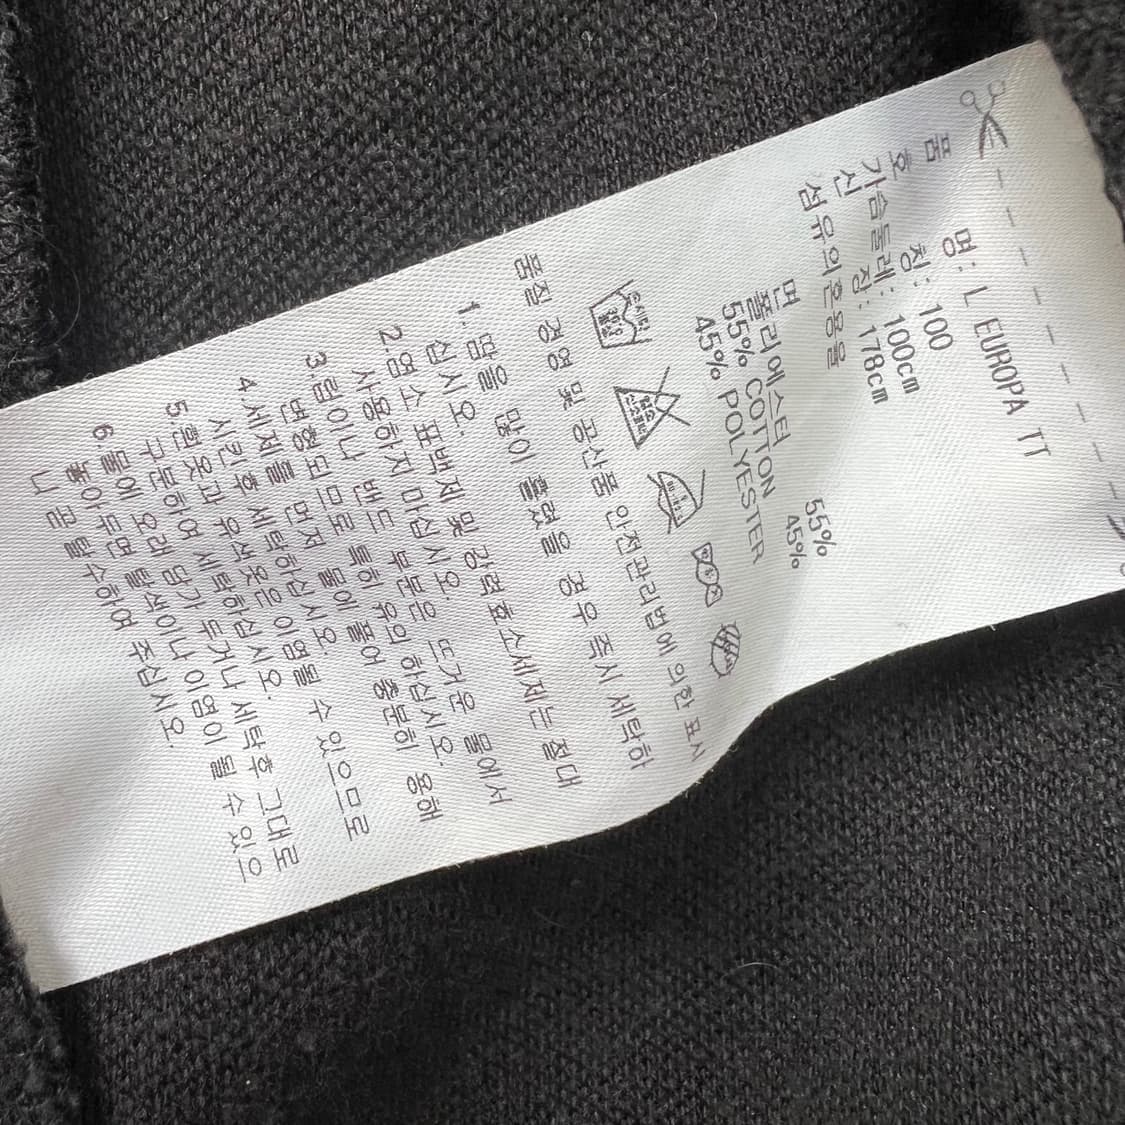 품 명: L EUROPA TT
호 칭: 100
가슴둘레: 100cm
신 장: 178cm
섬유의혼용율
면 55%
폴리에스터 45%
55% COTTON
45% POLYESTER
품질 경영 및 공산품 안전관리법에 의한 표시
1.땀을 많이 흘렸을 경우 즉시 세탁하
십시오.
2.염소 표백제 및 강력효소세제는 절대
사용하지 마십시오.
3.럽이나 밴드 부분은 뜨거운 물에서
변형되므로 특히 유의하십시오.
4.세제를 먼저 물에 풀어 충분히 용해
시킨후 세탁하십시오.
5.흰옷과 유색옷은 이염될 수 있으므로
구분하여 세탁하십시오.
6.물에 오래 담가 두거나 세탁후 그대로
놓아두면 탈색이나 이염이 될 수 있으
니 곧 탈수하여 주십시오.